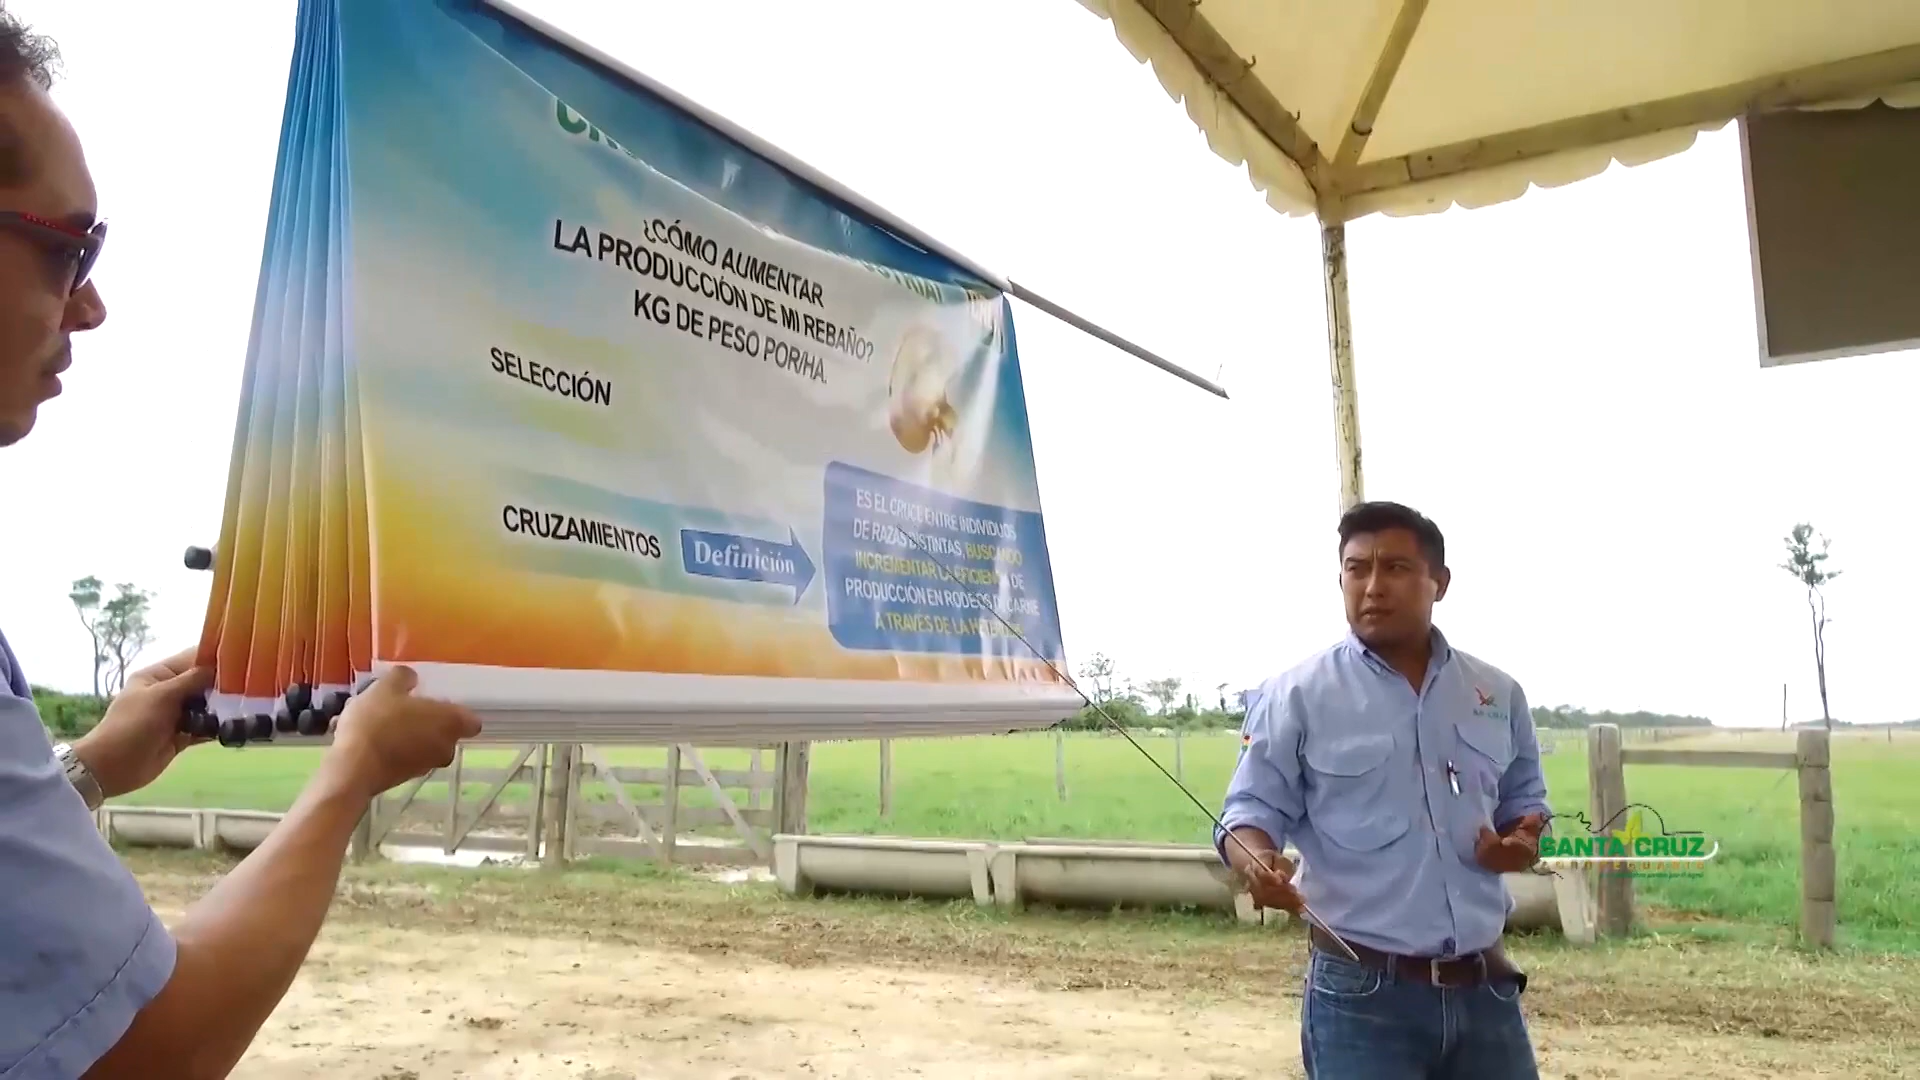 ¿CÓMO AUMENTAR
LA PRODUCCIÓN DE MI REBAÑO?
KG DE PESO POR/HA.
SELECCIÓN
CRUZAMIENTOS
Definición
ES EL CRUCE ENTRE INDIVIDUOS
DE RAZAS DISTINTAS, BUSCANDO
INCREMENTAR LA EFICIENCIA DE
PRODUCCIÓN EN RODEOS DE CARNE
A TRAVÉS DE LA
SANTA CRUZ
AGROPECUARIO